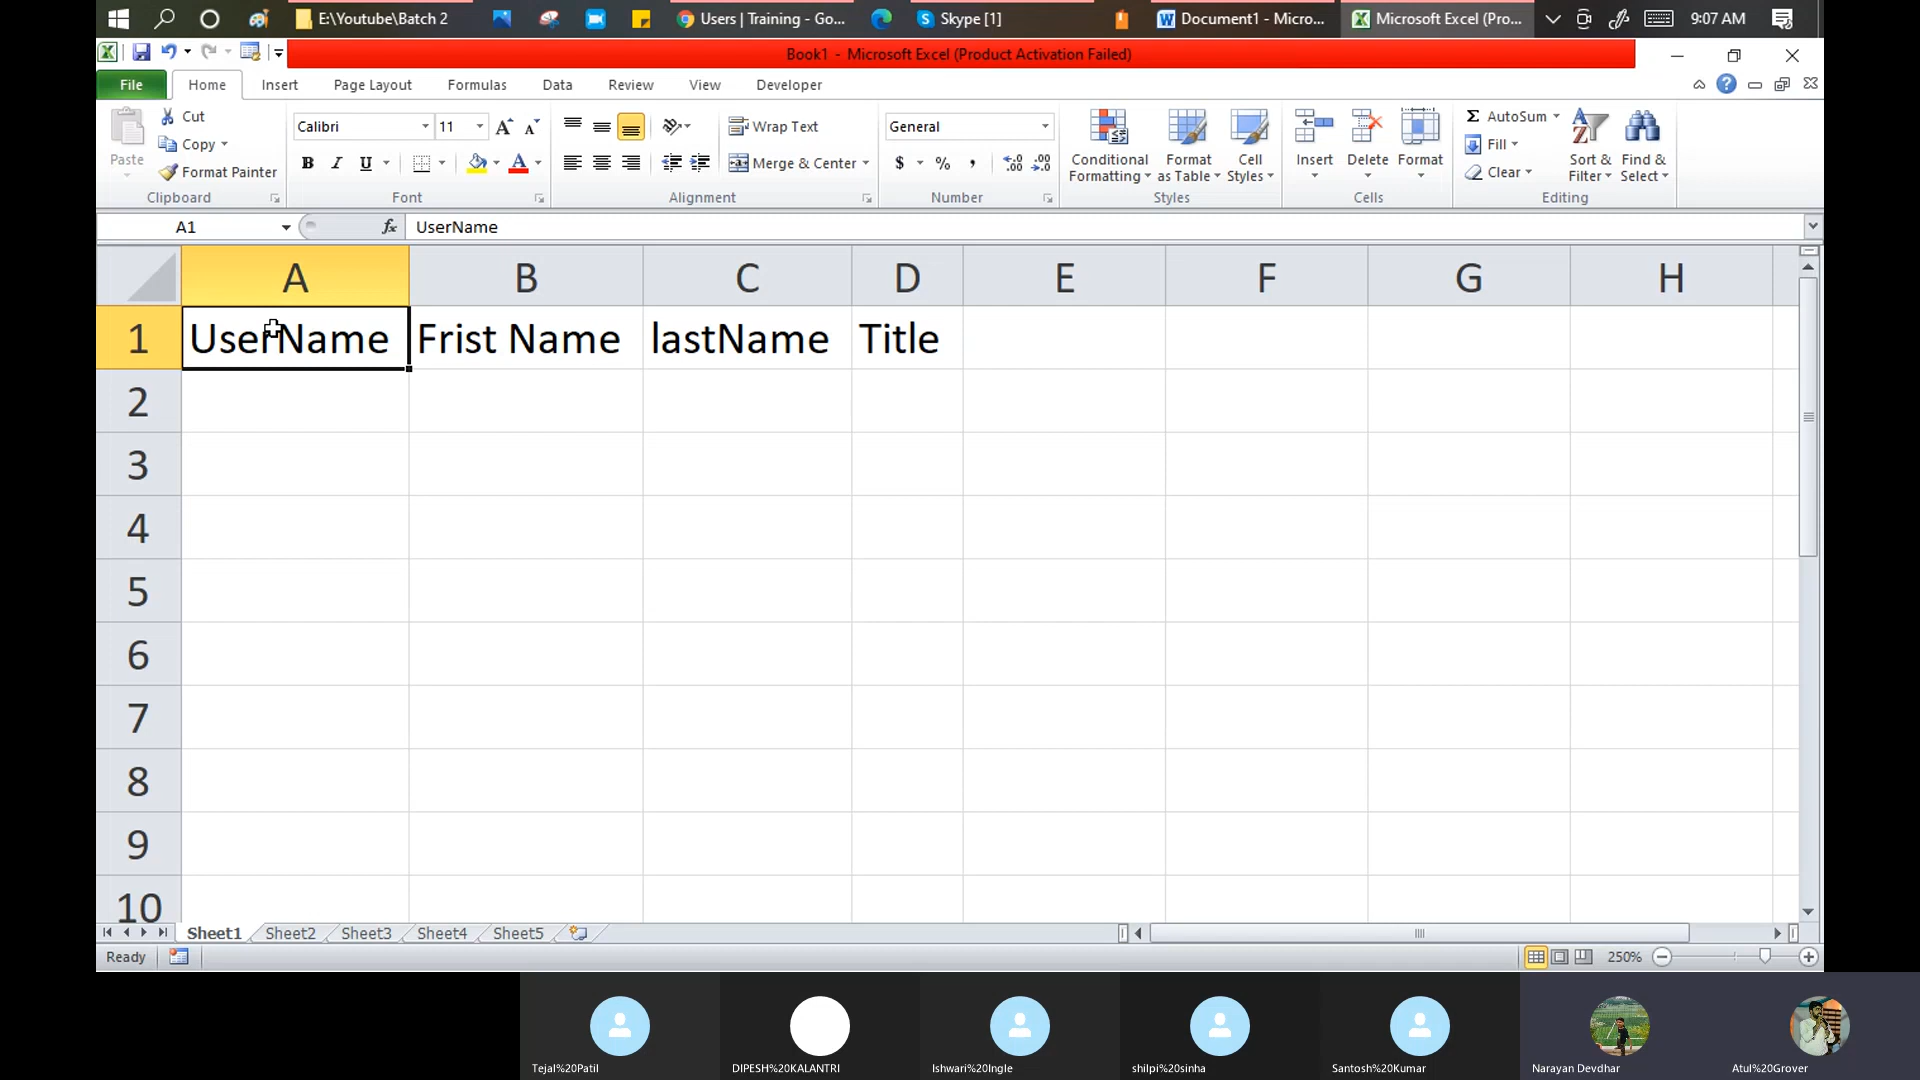 E:\Youtube\Batch 2
Users | Training - Go...
Skype [1]
Document1 - Micro...
Microsoft Excel (Pro...
9:07 AM
Book1 - Microsoft Excel (Product Activation Failed)
File Home Insert Page Layout Formulas Data Review View Developer
Cut
Copy
Format Painter
Paste
Clipboard
Calibri 11
B I U
Font
Wrap Text
Merge & Center
Alignment
General
$ % ,
Number
Conditional Formatting
Format as Table
Cell Styles
Styles
Insert
Delete
Format
Cells
Σ AutoSum
Fill
Clear
Sort & Filter
Find & Select
Editing
A1 fx UserName
A B C D E F G H
1 UserName Frist Name lastName Title
2
3
4
5
6
7
8
9
10
Sheet1 Sheet2 Sheet3 Sheet4 Sheet5
Ready 250%
Tejal%20Patil
DIPESH%20KALANTRI
Ishwari%20Ingle
shilpi%20sinha
Santosh%20Kumar
Narayan Devdhar
Atul%20Grover